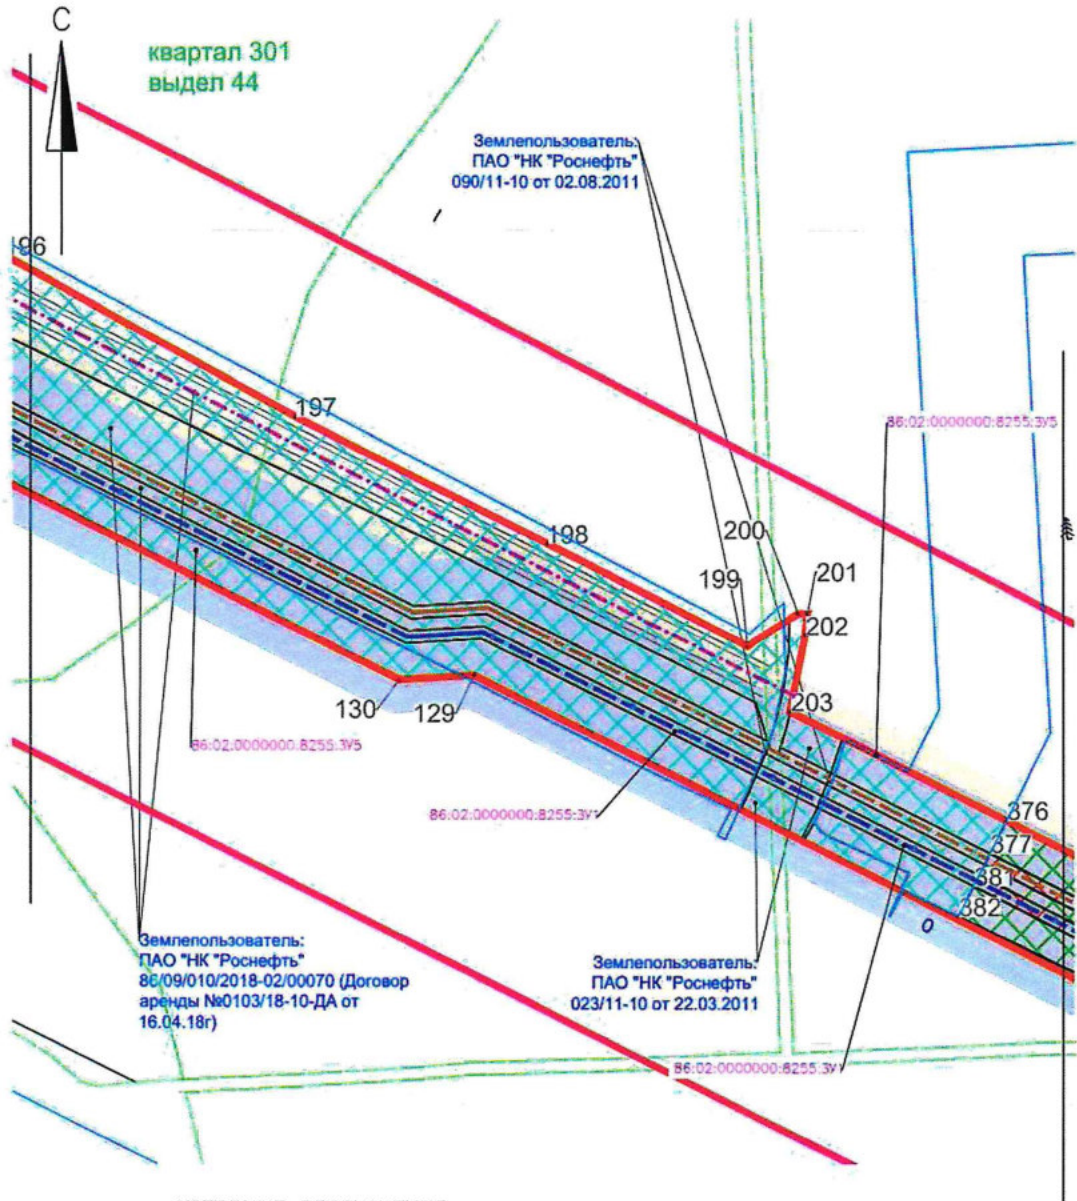 С
квартал 301
выдел 44
Землепользователь:
ПАО "НК "Роснефть"
090/11-10 от 02.08.2011
197
86:02:0000000:8255:ЗУ5
198
200
199
201
202
203
130
129
86:02:0000000:8255:ЗУ5
86:02:0000000:8255:ЗУ1
376
377
381
382
0
Землепользователь:
ПАО "НК "Роснефть"
86/09/010/2018-02/00070 (Договор
аренды №0103/18-10-ДА от
16.04.18г)
Землепользователь:
ПАО "НК "Роснефть"
023/11-10 от 22.03.2011
86:02:0000000:8255:ЗУ1